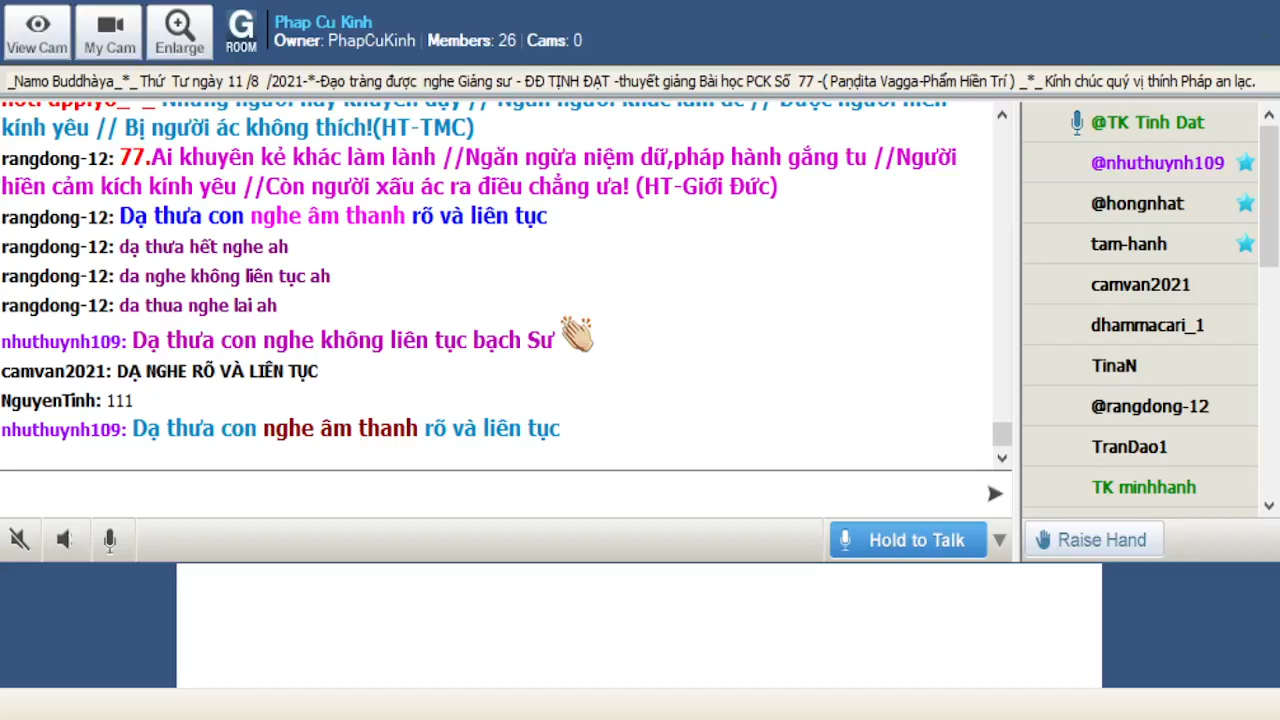 View Cam
My Cam
Enlarge
G
ROOM
Phap Cu Kinh
Owner: PhapCuKinh | Members: 26 | Cams: 0
_Namo Buddhàya_*_Thứ Tư ngày 11 /8 /2021-*-Đạo tràng được nghe Giảng sư - ĐĐ TỊNH ĐẠT -thuyết giảng Bài học PCK Số 77 -( Paṇḍita Vagga-Phẩm Hiền Trí ) _*_ Kính chúc quý vị thính Pháp an lạc.
kính yêu // Bị người ác không thích!(HT-TMC)
rangdong-12: 77.Ai khuyên kẻ khác làm lành //Ngăn ngừa niệm dữ,pháp hành gắng tu //Người
hiền cảm kích kính yêu //Còn người xấu ác ra điều chẳng ưa! (HT-Giới Đức)
rangdong-12: Dạ thưa con nghe âm thanh rõ và liên tục
rangdong-12: dạ thưa hết nghe ah
rangdong-12: da nghe không liên tục ah
rangdong-12: da thua nghe lai ah
nhuthuynh109: Dạ thưa con nghe không liên tục bạch Sư
camvan2021: DẠ NGHE RÕ VÀ LIÊN TỤC
NguyenTinh: 111
nhuthuynh109: Dạ thưa con nghe âm thanh rõ và liên tục
@TK Tinh Dat
@nhuthuynh109
@hongnhat
tam-hanh
camvan2021
dhammacari_1
TinaN
@rangdong-12
TranDao1
TK minhhanh
Hold to Talk
Raise Hand